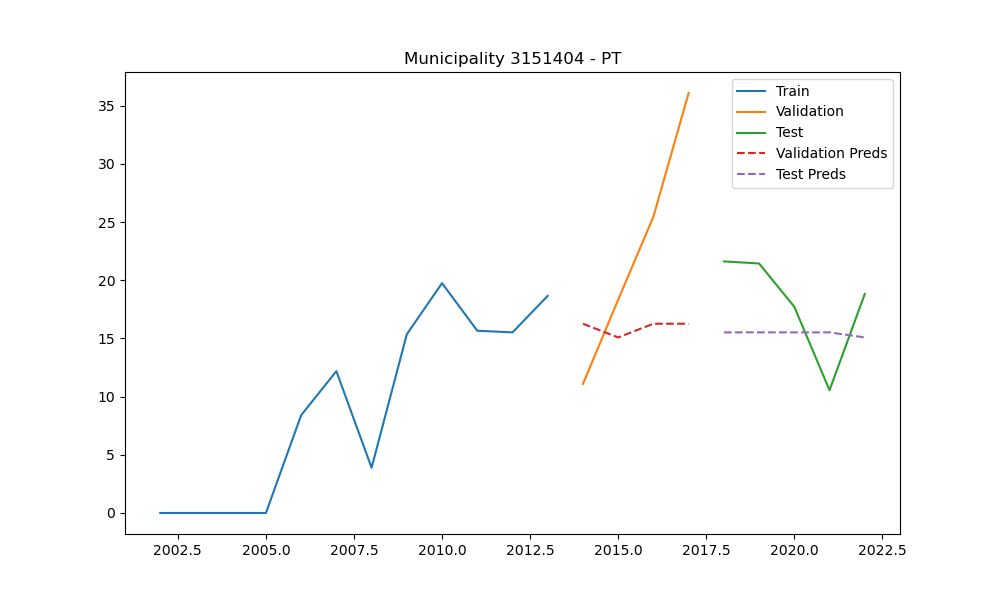 Municipality 3151404 - PT
Train
Validation
Test
Validation Preds
Test Preds
35
30
25
20
15
10
5
0
2002.5 2005.0 2007.5 2010.0 2012.5 2015.0 2017.5 2020.0 2022.5